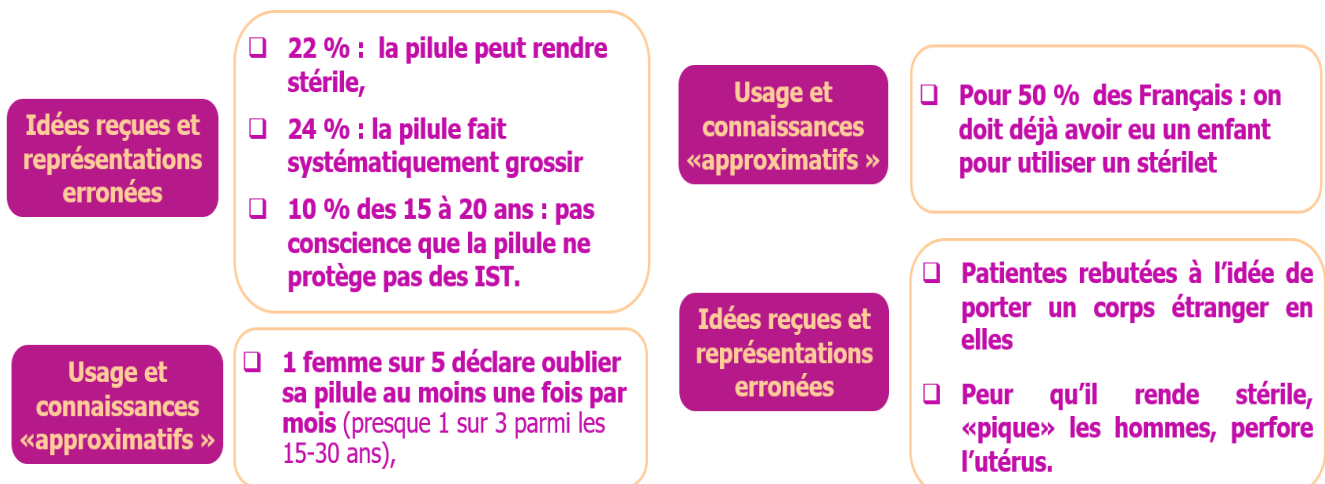 Idées reçues et
représentations
erronées
❑ 22 % : la pilule peut rendre
stérile,
❑ 24 % : la pilule fait
systématiquement grossir
❑ 10 % des 15 à 20 ans : pas
conscience que la pilule ne
protège pas des IST.
Usage et
connaissances
«approximatifs »
❑ 1 femme sur 5 déclare oublier
sa pilule au moins une fois par
mois (presque 1 sur 3 parmi les
15-30 ans),
Usage et
connaissances
«approximatifs »
❑ Pour 50 % des Français : on
doit déjà avoir eu un enfant
pour utiliser un stérilet
Idées reçues et
représentations
erronées
❑ Patientes rebutées à l’idée de
porter un corps étranger en
elles
❑ Peur qu’il rende stérile,
«pique» les hommes, perfore
l’utérus.